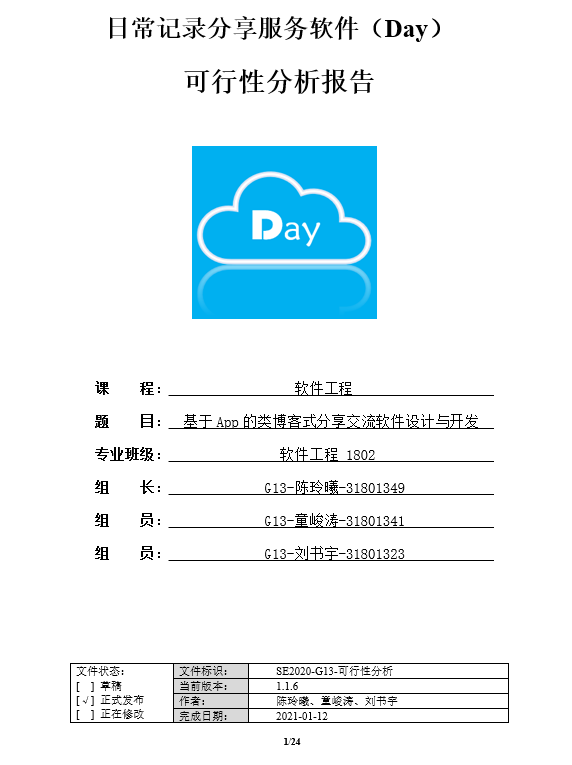 日常记录分享服务软件（Day）
可行性分析报告
Day
课 程： 软件工程
题 目： 基于 App 的类博客式分享交流软件设计与开发
专业班级： 软件工程 1802
组 长： G13-陈玲曦-31801349
组 员： G13-童峻涛-31801341
组 员： G13-刘书宇-31801323
文件状态：
[ ] 草稿
[√] 正式发布
[ ] 正在修改
文件标识： SE2020-G13-可行性分析
当前版本： 1.1.6
作者： 陈玲曦、童峻涛、刘书宇
完成日期： 2021-01-12
1/24